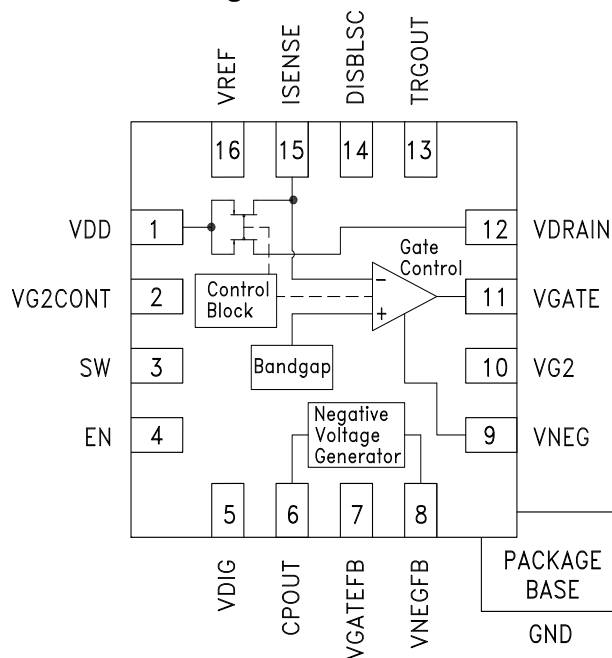 VREF
ISENSE
DISBLSC
TRGOUT
16
15
14
13
VDD
1
12
VDRAIN
Gate
Control
VG2CONT
2
Control
Block
−
+
11
VGATE
SW
3
Bandgap
10
VG2
EN
4
Negative
Voltage
Generator
9
VNEG
5
6
7
8
VDIG
CPOUT
VGATEFB
VNEGFB
PACKAGE
BASE
GND